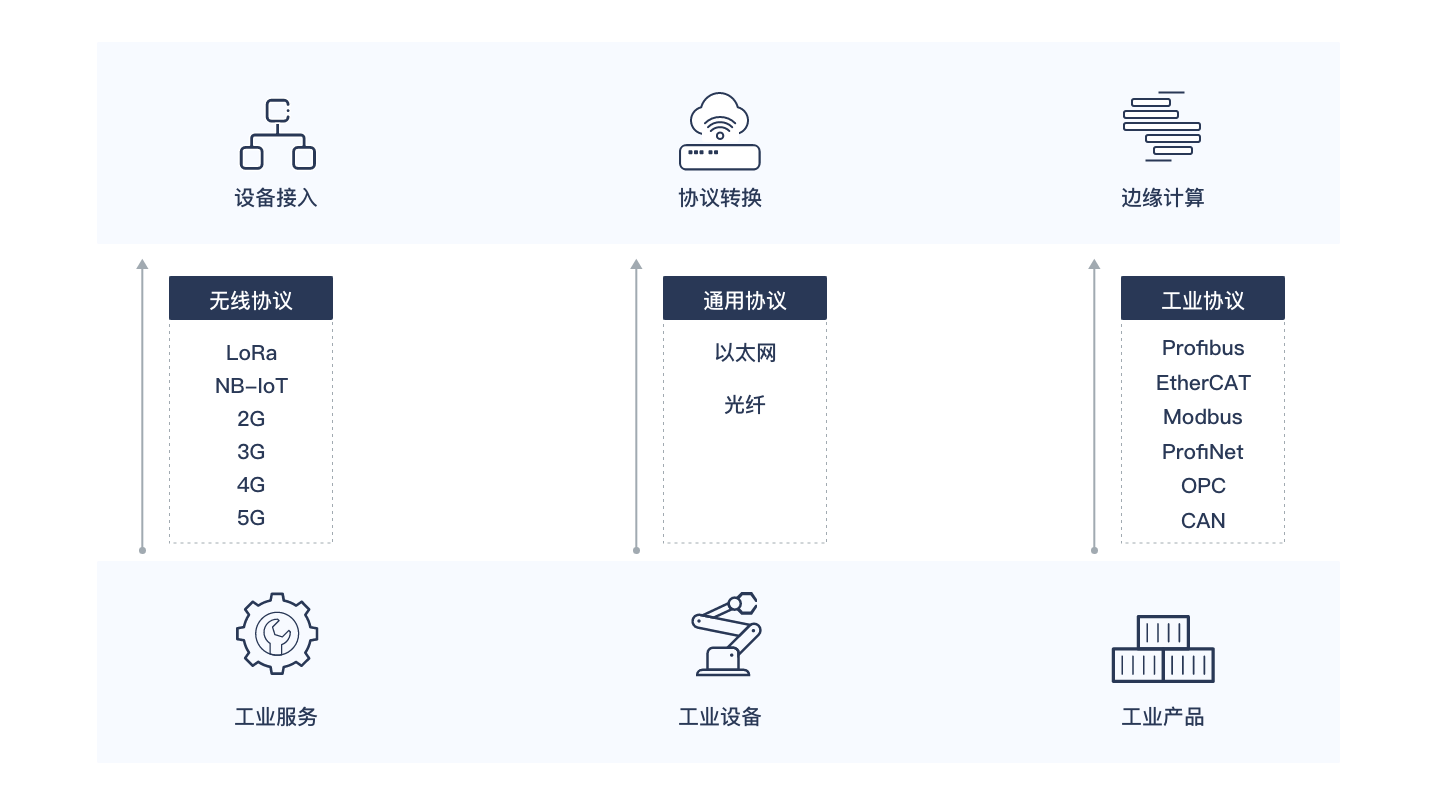 设备接入
协议转换
边缘计算
无线协议
LoRa
NB–IoT
2G
3G
4G
5G
通用协议
以太网
光纤
工业协议
Profibus
EtherCAT
Modbus
ProfiNet
OPC
CAN
工业服务
工业设备
工业产品